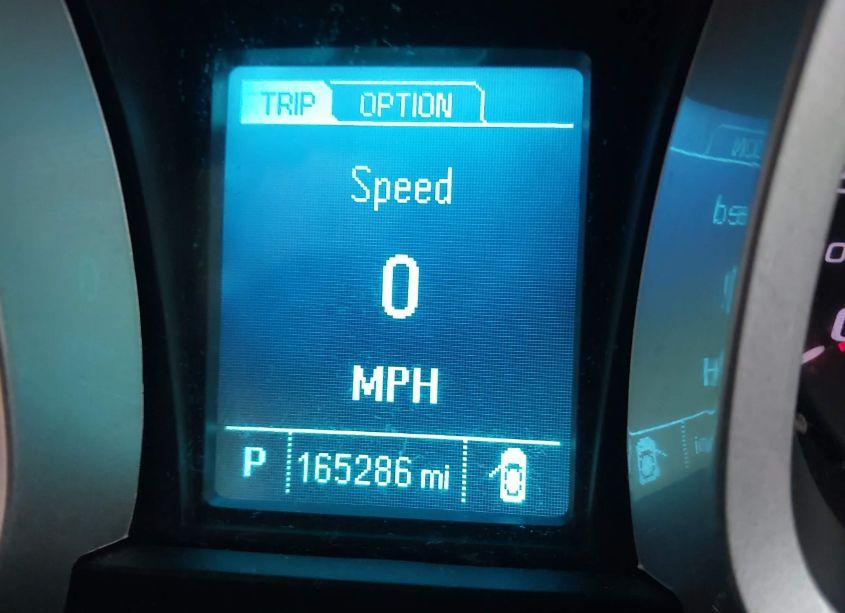 TRIP OPTION
Speed
0
MPH
P 165286 mi